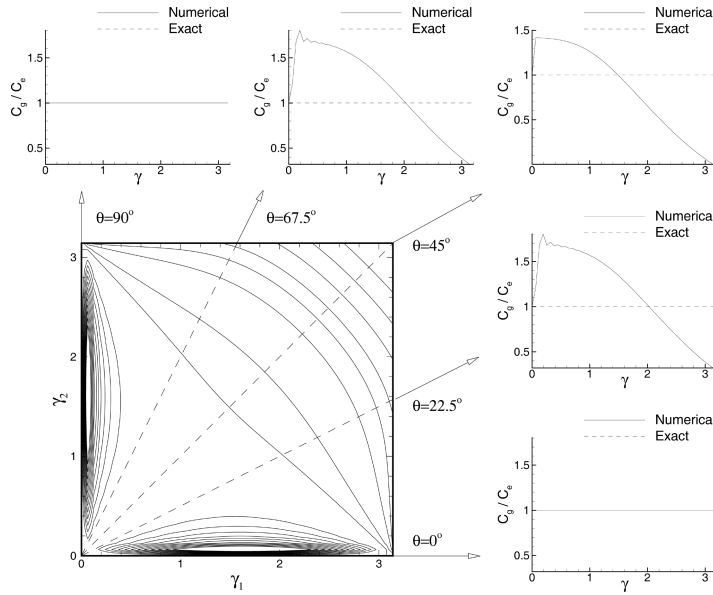 Numerical
Exact
C_g / C_e
1.5
1
0.5
0 1 2 3
γ
Numerical
Exact
C_g / C_e
1.5
1
0.5
0 1 2 3
γ
Numerica
Exact
C_g / C_e
1.5
1
0.5
0 1 2 3
γ
θ=90°
θ=67.5°
θ=45°
Numerica
Exact
C_g / C_e
1.5
1
0.5
0 1 2 3
γ
θ=22.5°
Numerica
Exact
C_g / C_e
1.5
1
0.5
0 1 2 3
γ
θ=0°
γ₂
3
2
1
0
0 1 2 3
γ₁